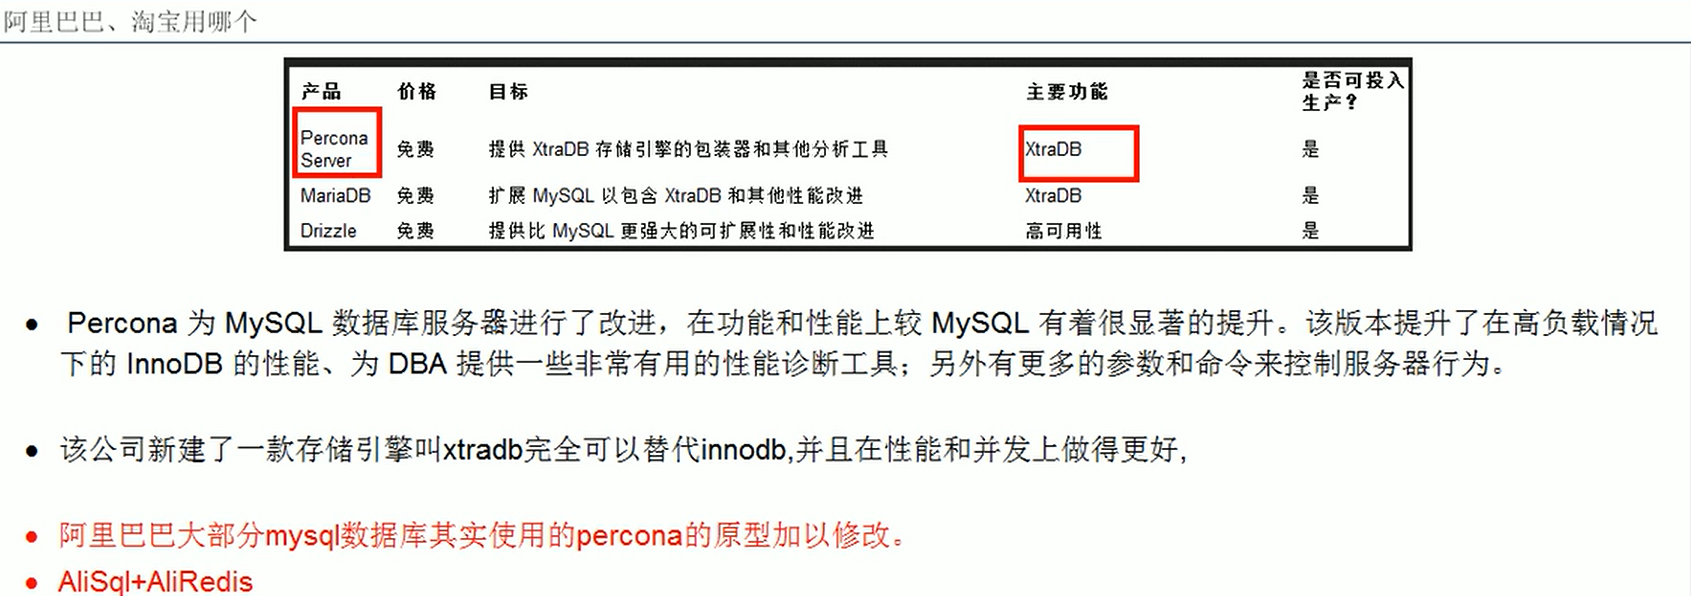 阿里巴巴、淘宝用哪个
产品 价格 目标 主要功能 是否可投入
生产?
Percona
Server 免费 提供 XtraDB 存储引擎的包装器和其他分析工具 XtraDB 是
MariaDB 免费 扩展 MySQL 以包含 XtraDB 和其他性能改进 XtraDB 是
Drizzle 免费 提供比 MySQL 更强大的可扩展性和性能改进 高可用性 是
● Percona 为 MySQL 数据库服务器进行了改进，在功能和性能上较 MySQL 有着很显著的提升。该版本提升了在高负载情况
下的 InnoDB 的性能、为 DBA 提供一些非常有用的性能诊断工具；另外有更多的参数和命令来控制服务器行为。
● 该公司新建了一款存储引擎叫xtradb完全可以替代innodb,并且在性能和并发上做得更好,
● 阿里巴巴大部分mysql数据库其实使用的percona的原型加以修改。
● AliSql+AliRedis